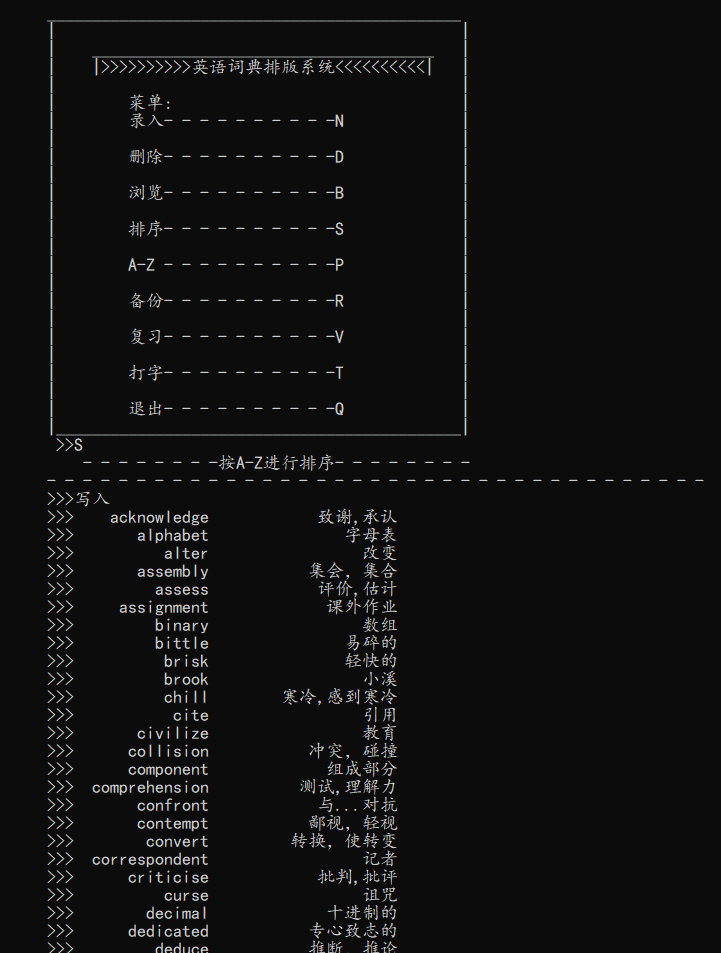 |>>>>>>>>>>英语词典排版系统<<<<<<<<<<|
菜单:
录入- - - - - - - - - -N
删除- - - - - - - - - -D
浏览- - - - - - - - - -B
排序- - - - - - - - - -S
A-Z - - - - - - - - - -P
备份- - - - - - - - - -R
复习- - - - - - - - - -V
打字- - - - - - - - - -T
退出- - - - - - - - - -Q
>>S
- - - - - - - -按A-Z进行排序- - - - - - - -
- - - - - - - - - - - - - - - - - - - - - - - - - - - - - - - - - - - - -
>>>写入
>>> acknowledge 致谢,承认
>>> alphabet 字母表
>>> alter 改变
>>> assembly 集会, 集合
>>> assess 评价,估计
>>> assignment 课外作业
>>> binary 数组
>>> bittle 易碎的
>>> brisk 轻快的
>>> brook 小溪
>>> chill 寒冷,感到寒冷
>>> cite 引用
>>> civilize 教育
>>> collision 冲突, 碰撞
>>> component 组成部分
>>> comprehension 测试,理解力
>>> confront 与...对抗
>>> contempt 鄙视, 轻视
>>> convert 转换, 使转变
>>> correspondent 记者
>>> criticise 批判,批评
>>> curse 诅咒
>>> decimal 十进制的
>>> dedicated 专心致志的
>>> deduce 推断, 推论